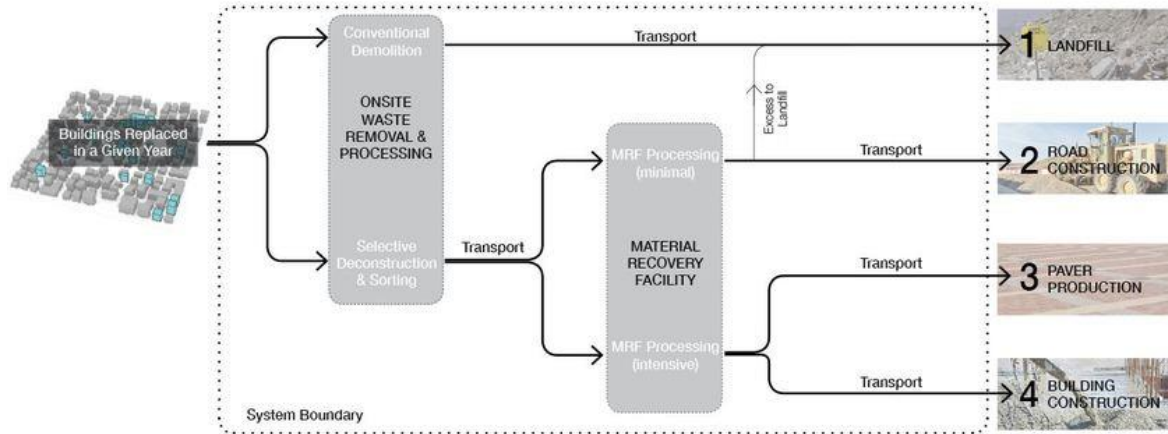 Conventional
Demolition
Transport
1 LANDFILL
ONSITE
WASTE
REMOVAL &
PROCESSING
Excess to
Landfill
Buildings Replaced
in a Given Year
MRF Processing
(minimal)
Transport
2 ROAD
CONSTRUCTION
Selective
Deconstruction
& Sorting
Transport
MATERIAL
RECOVERY
FACILITY
Transport
3 PAVER
PRODUCTION
MRF Processing
(intensive)
Transport
4 BUILDING
CONSTRUCTION
System Boundary